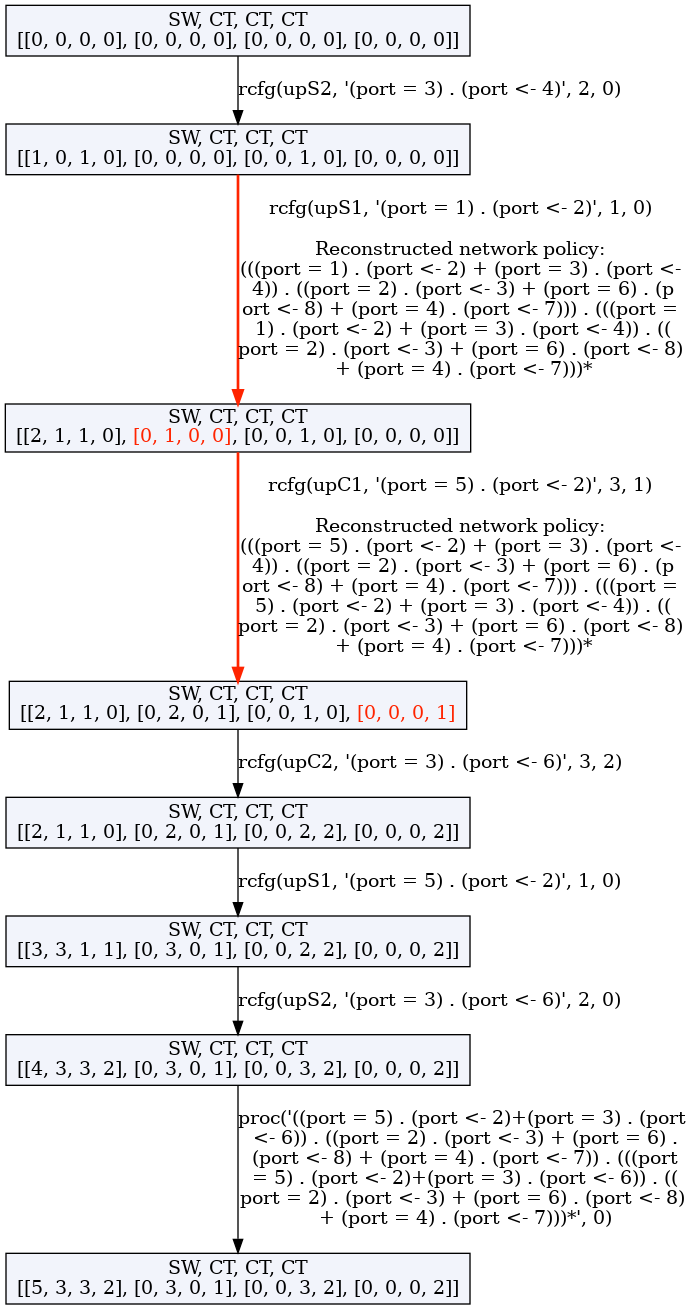 SW, CT, CT, CT
[[0, 0, 0, 0], [0, 0, 0, 0], [0, 0, 0, 0], [0, 0, 0, 0]]
rcfg(upS2, '(port = 3) . (port <- 4)', 2, 0)
SW, CT, CT, CT
[[1, 0, 1, 0], [0, 0, 0, 0], [0, 0, 1, 0], [0, 0, 0, 0]]
rcfg(upS1, '(port = 1) . (port <- 2)', 1, 0)
Reconstructed network policy:
(((port = 1) . (port <- 2) + (port = 3) . (port <-
4)) . ((port = 2) . (port <- 3) + (port = 6) . (p
ort <- 8) + (port = 4) . (port <- 7))) . (((port =
1) . (port <- 2) + (port = 3) . (port <- 4)) . ((
port = 2) . (port <- 3) + (port = 6) . (port <- 8)
+ (port = 4) . (port <- 7)))*
SW, CT, CT, CT
[[2, 1, 1, 0], [0, 1, 0, 0], [0, 0, 1, 0], [0, 0, 0, 0]]
rcfg(upC1, '(port = 5) . (port <- 2)', 3, 1)
Reconstructed network policy:
(((port = 5) . (port <- 2) + (port = 3) . (port <-
4)) . ((port = 2) . (port <- 3) + (port = 6) . (p
ort <- 8) + (port = 4) . (port <- 7))) . (((port =
5) . (port <- 2) + (port = 3) . (port <- 4)) . ((
port = 2) . (port <- 3) + (port = 6) . (port <- 8)
+ (port = 4) . (port <- 7)))*
SW, CT, CT, CT
[[2, 1, 1, 0], [0, 2, 0, 1], [0, 0, 1, 0], [0, 0, 0, 1]
rcfg(upC2, '(port = 3) . (port <- 6)', 3, 2)
SW, CT, CT, CT
[[2, 1, 1, 0], [0, 2, 0, 1], [0, 0, 2, 2], [0, 0, 0, 2]]
rcfg(upS1, '(port = 5) . (port <- 2)', 1, 0)
SW, CT, CT, CT
[[3, 3, 1, 1], [0, 3, 0, 1], [0, 0, 2, 2], [0, 0, 0, 2]]
rcfg(upS2, '(port = 3) . (port <- 6)', 2, 0)
SW, CT, CT, CT
[[4, 3, 3, 2], [0, 3, 0, 1], [0, 0, 3, 2], [0, 0, 0, 2]]
proc('((port = 5) . (port <- 2)+(port = 3) . (port
<- 6)) . ((port = 2) . (port <- 3) + (port = 6) .
(port <- 8) + (port = 4) . (port <- 7)) . (((port
= 5) . (port <- 2)+(port = 3) . (port <- 6)) . ((
port = 2) . (port <- 3) + (port = 6) . (port <- 8)
+ (port = 4) . (port <- 7)))*', 0)
SW, CT, CT, CT
[[5, 3, 3, 2], [0, 3, 0, 1], [0, 0, 3, 2], [0, 0, 0, 2]]